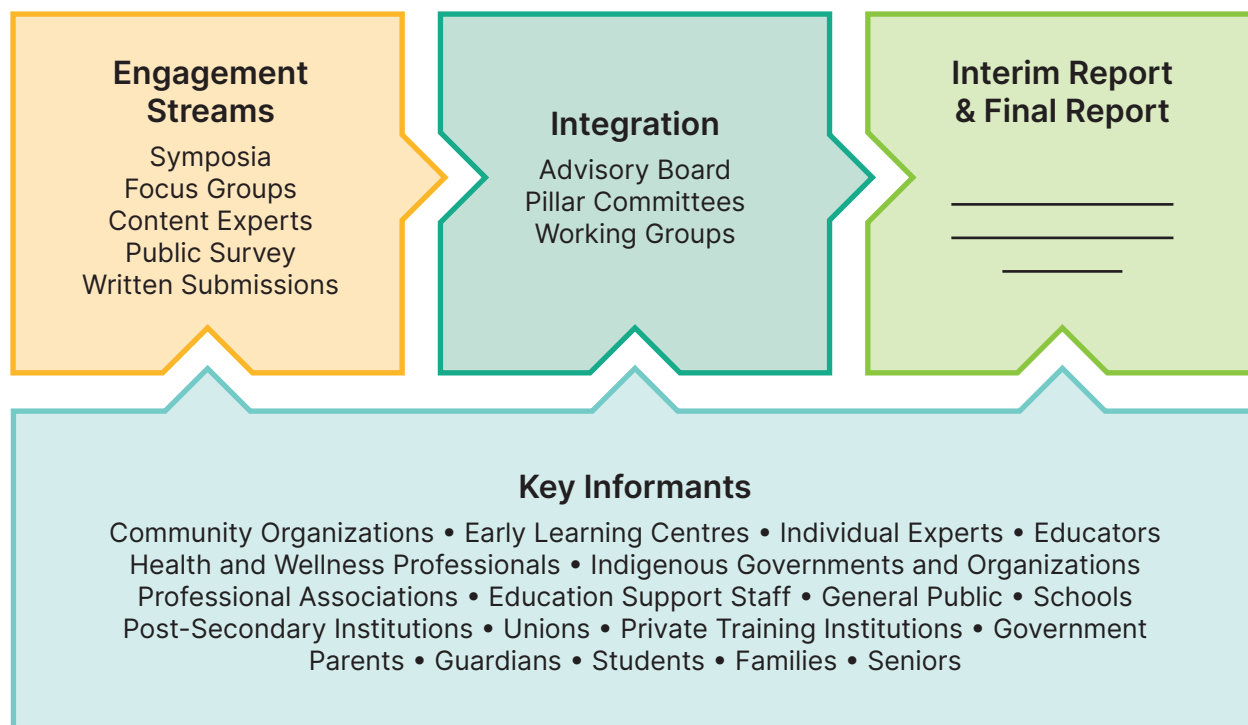 Engagement
Streams
Symposia
Focus Groups
Content Experts
Public Survey
Written Submissions
Integration
Advisory Board
Pillar Committees
Working Groups
Interim Report
& Final Report
Key Informants
Community Organizations • Early Learning Centres • Individual Experts • Educators
Health and Wellness Professionals • Indigenous Governments and Organizations
Professional Associations • Education Support Staff • General Public • Schools
Post-Secondary Institutions • Unions • Private Training Institutions • Government
Parents • Guardians • Students • Families • Seniors